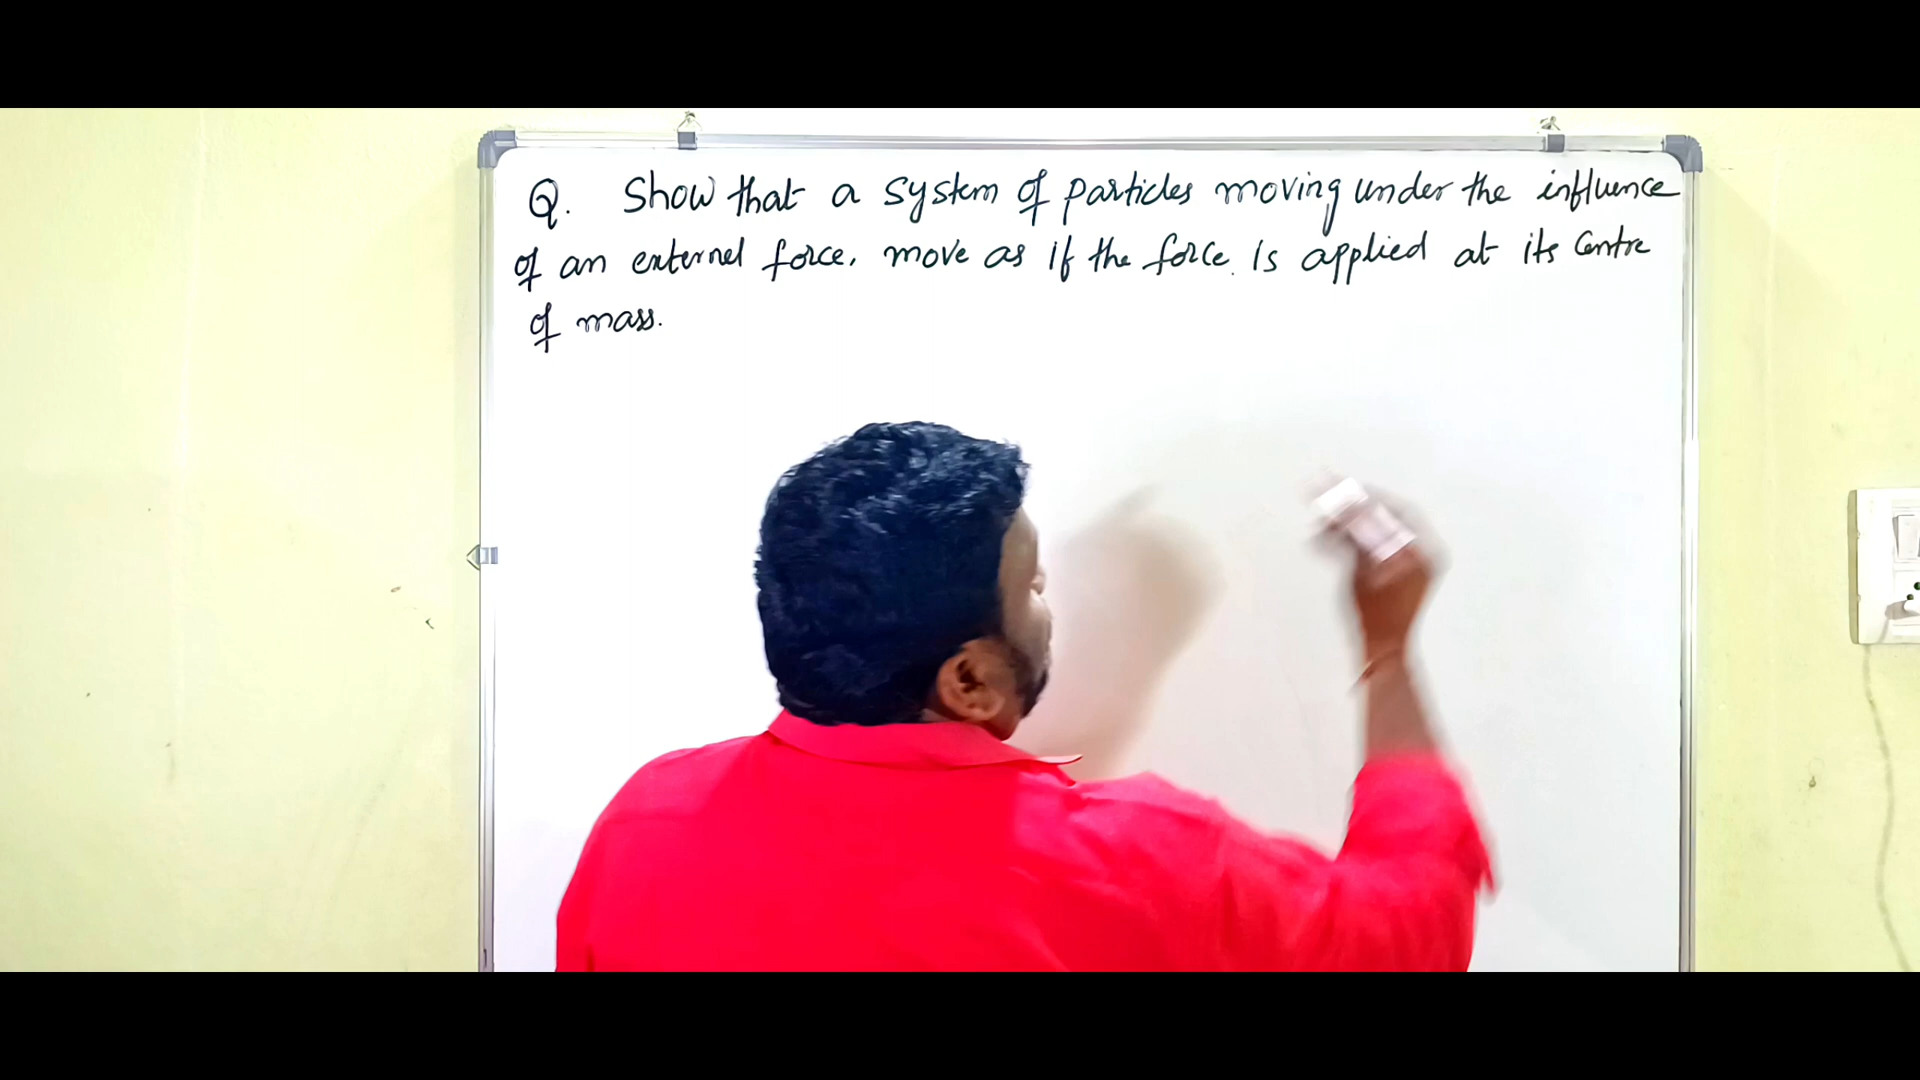 Q. Show that a system of particles moving under the influence
of an external force, move as if the force is applied at its Centre
of mass.